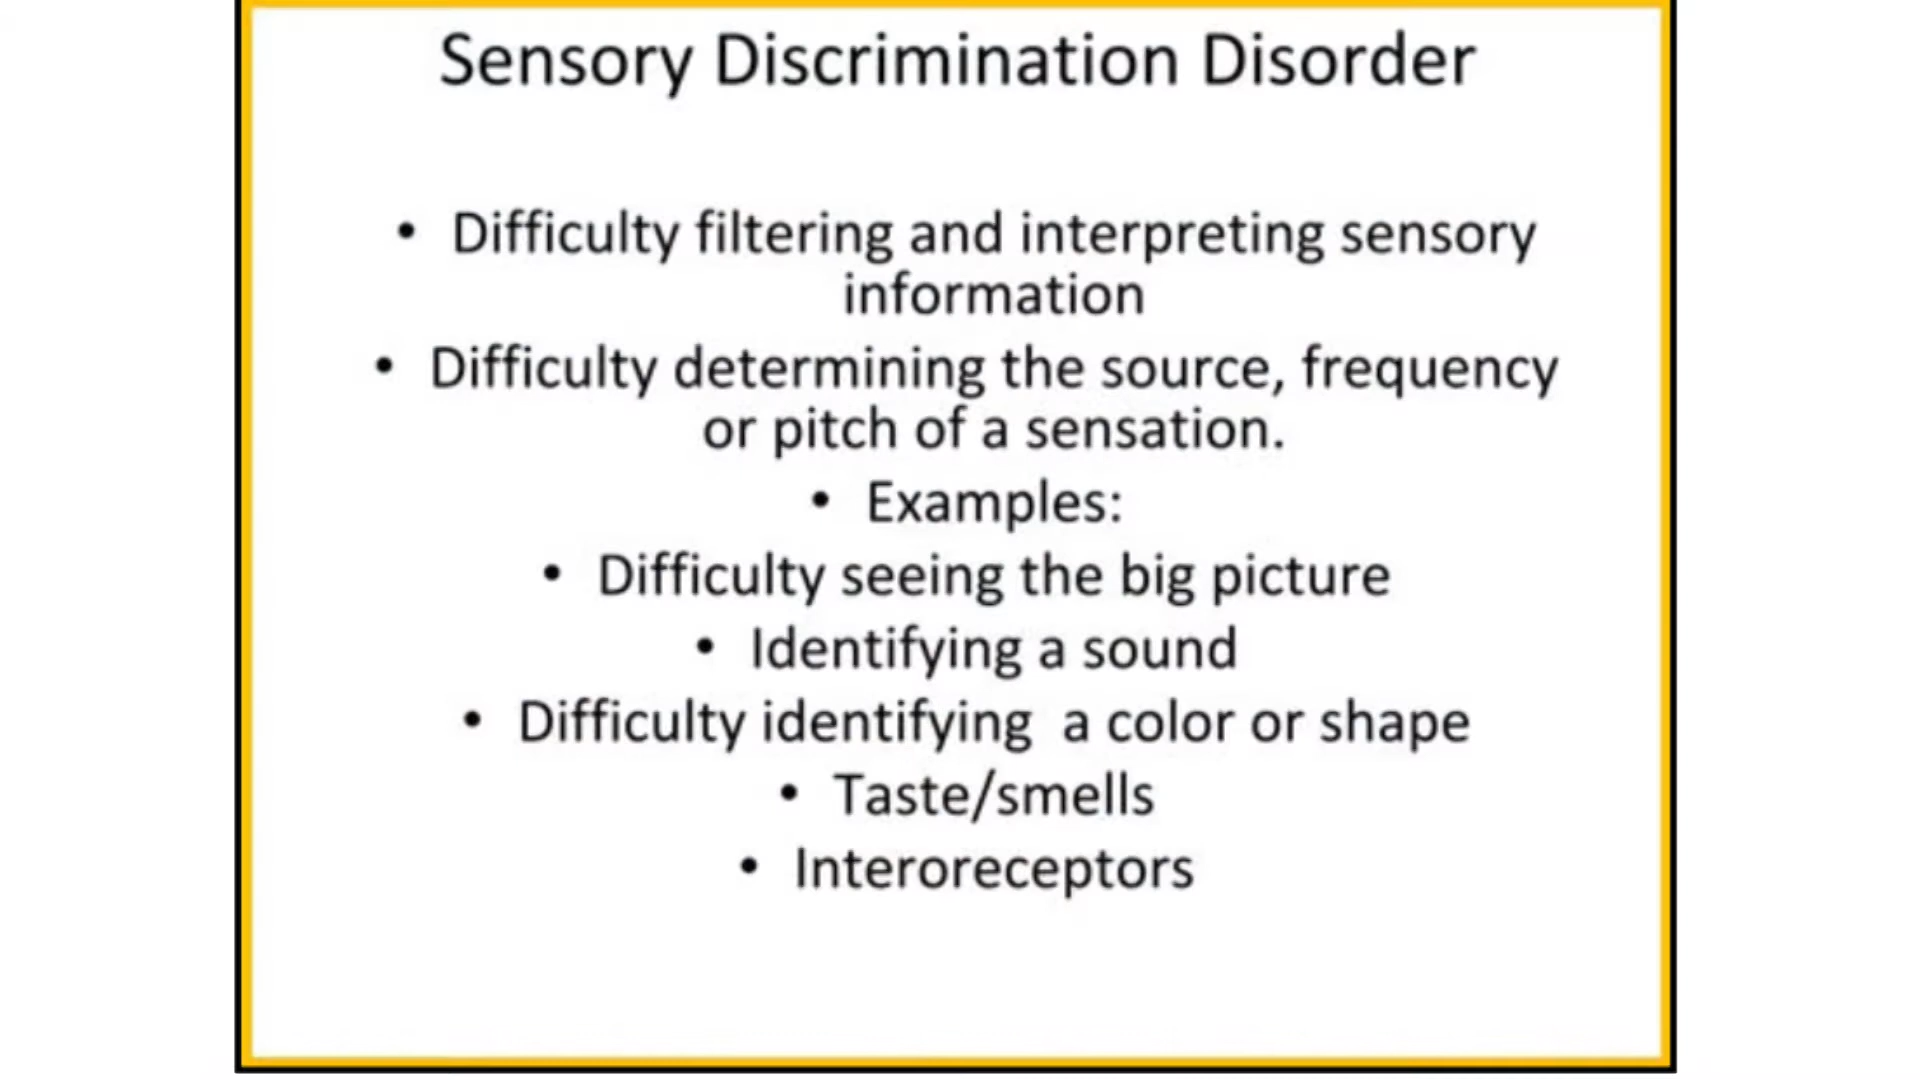 Sensory Discrimination Disorder
• Difficulty filtering and interpreting sensory
information
• Difficulty determining the source, frequency
or pitch of a sensation.
• Examples:
• Difficulty seeing the big picture
• Identifying a sound
• Difficulty identifying  a color or shape
• Taste/smells
• Interoreceptors